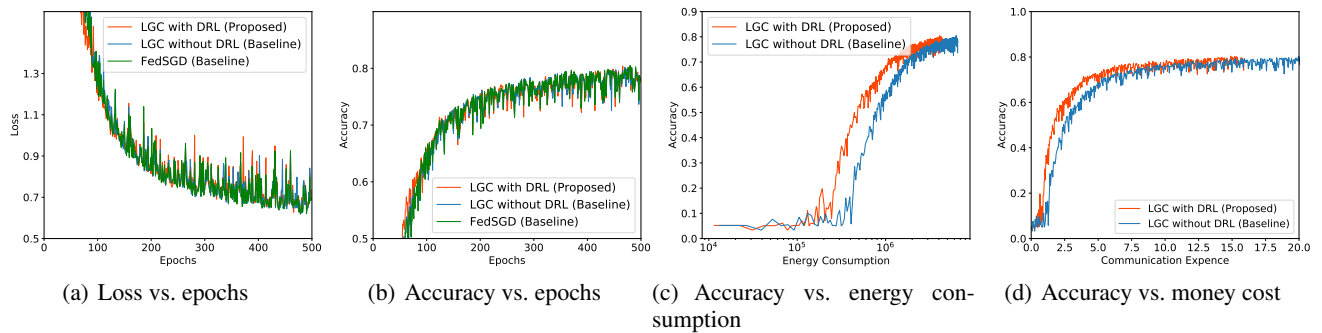 LGC with DRL (Proposed)
LGC without DRL (Baseline)
FedSGD (Baseline)
1.3
1.1
0.9
0.7
0.5
Loss
0 100 200 300 400 500
Epochs
(a) Loss vs. epochs
0.8
0.7
0.6
0.5
Accuracy
LGC with DRL (Proposed)
LGC without DRL (Baseline)
FedSGD (Baseline)
0 100 200 300 400 500
Epochs
(b) Accuracy vs. epochs
0.9
0.8
0.7
0.6
0.5
0.4
0.3
0.2
0.1
0.0
Accuracy
LGC with DRL (Proposed)
LGC without DRL (Baseline)
10^4 10^5 10^6
Energy Consumption
(c) Accuracy vs. energy con-
sumption
1.0
0.8
0.6
0.4
0.2
0.0
Accuracy
LGC with DRL (Proposed)
LGC without DRL (Baseline)
0.0 2.5 5.0 7.5 10.0 12.5 15.0 17.5 20.0
Communication Expence
(d) Accuracy vs. money cost